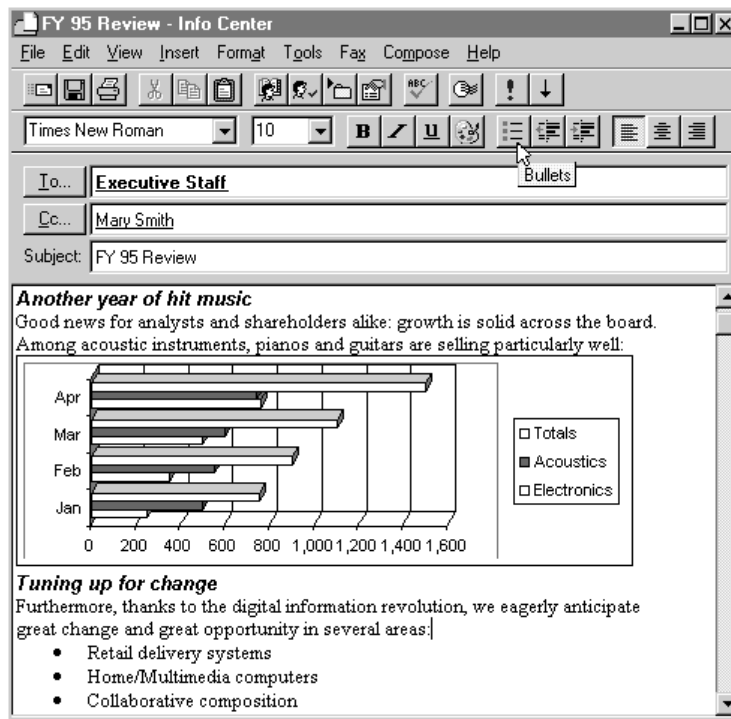 FY 95 Review - Info Center
File Edit View Insert Format Tools Fax Compose Help
ABC
Times New Roman 10 B I U
Bullets
To... Executive Staff
Cc... Mary Smith
Subject: FY 95 Review
Another year of hit music
Good news for analysts and shareholders alike: growth is solid across the board.
Among acoustic instruments, pianos and guitars are selling particularly well:
Apr
Mar
Feb
Jan
0 200 400 600 800 1,000 1,200 1,400 1,600
Totals
Acoustics
Electronics
Tuning up for change
Furthermore, thanks to the digital information revolution, we eagerly anticipate
great change and great opportunity in several areas:
• Retail delivery systems
• Home/Multimedia computers
• Collaborative composition